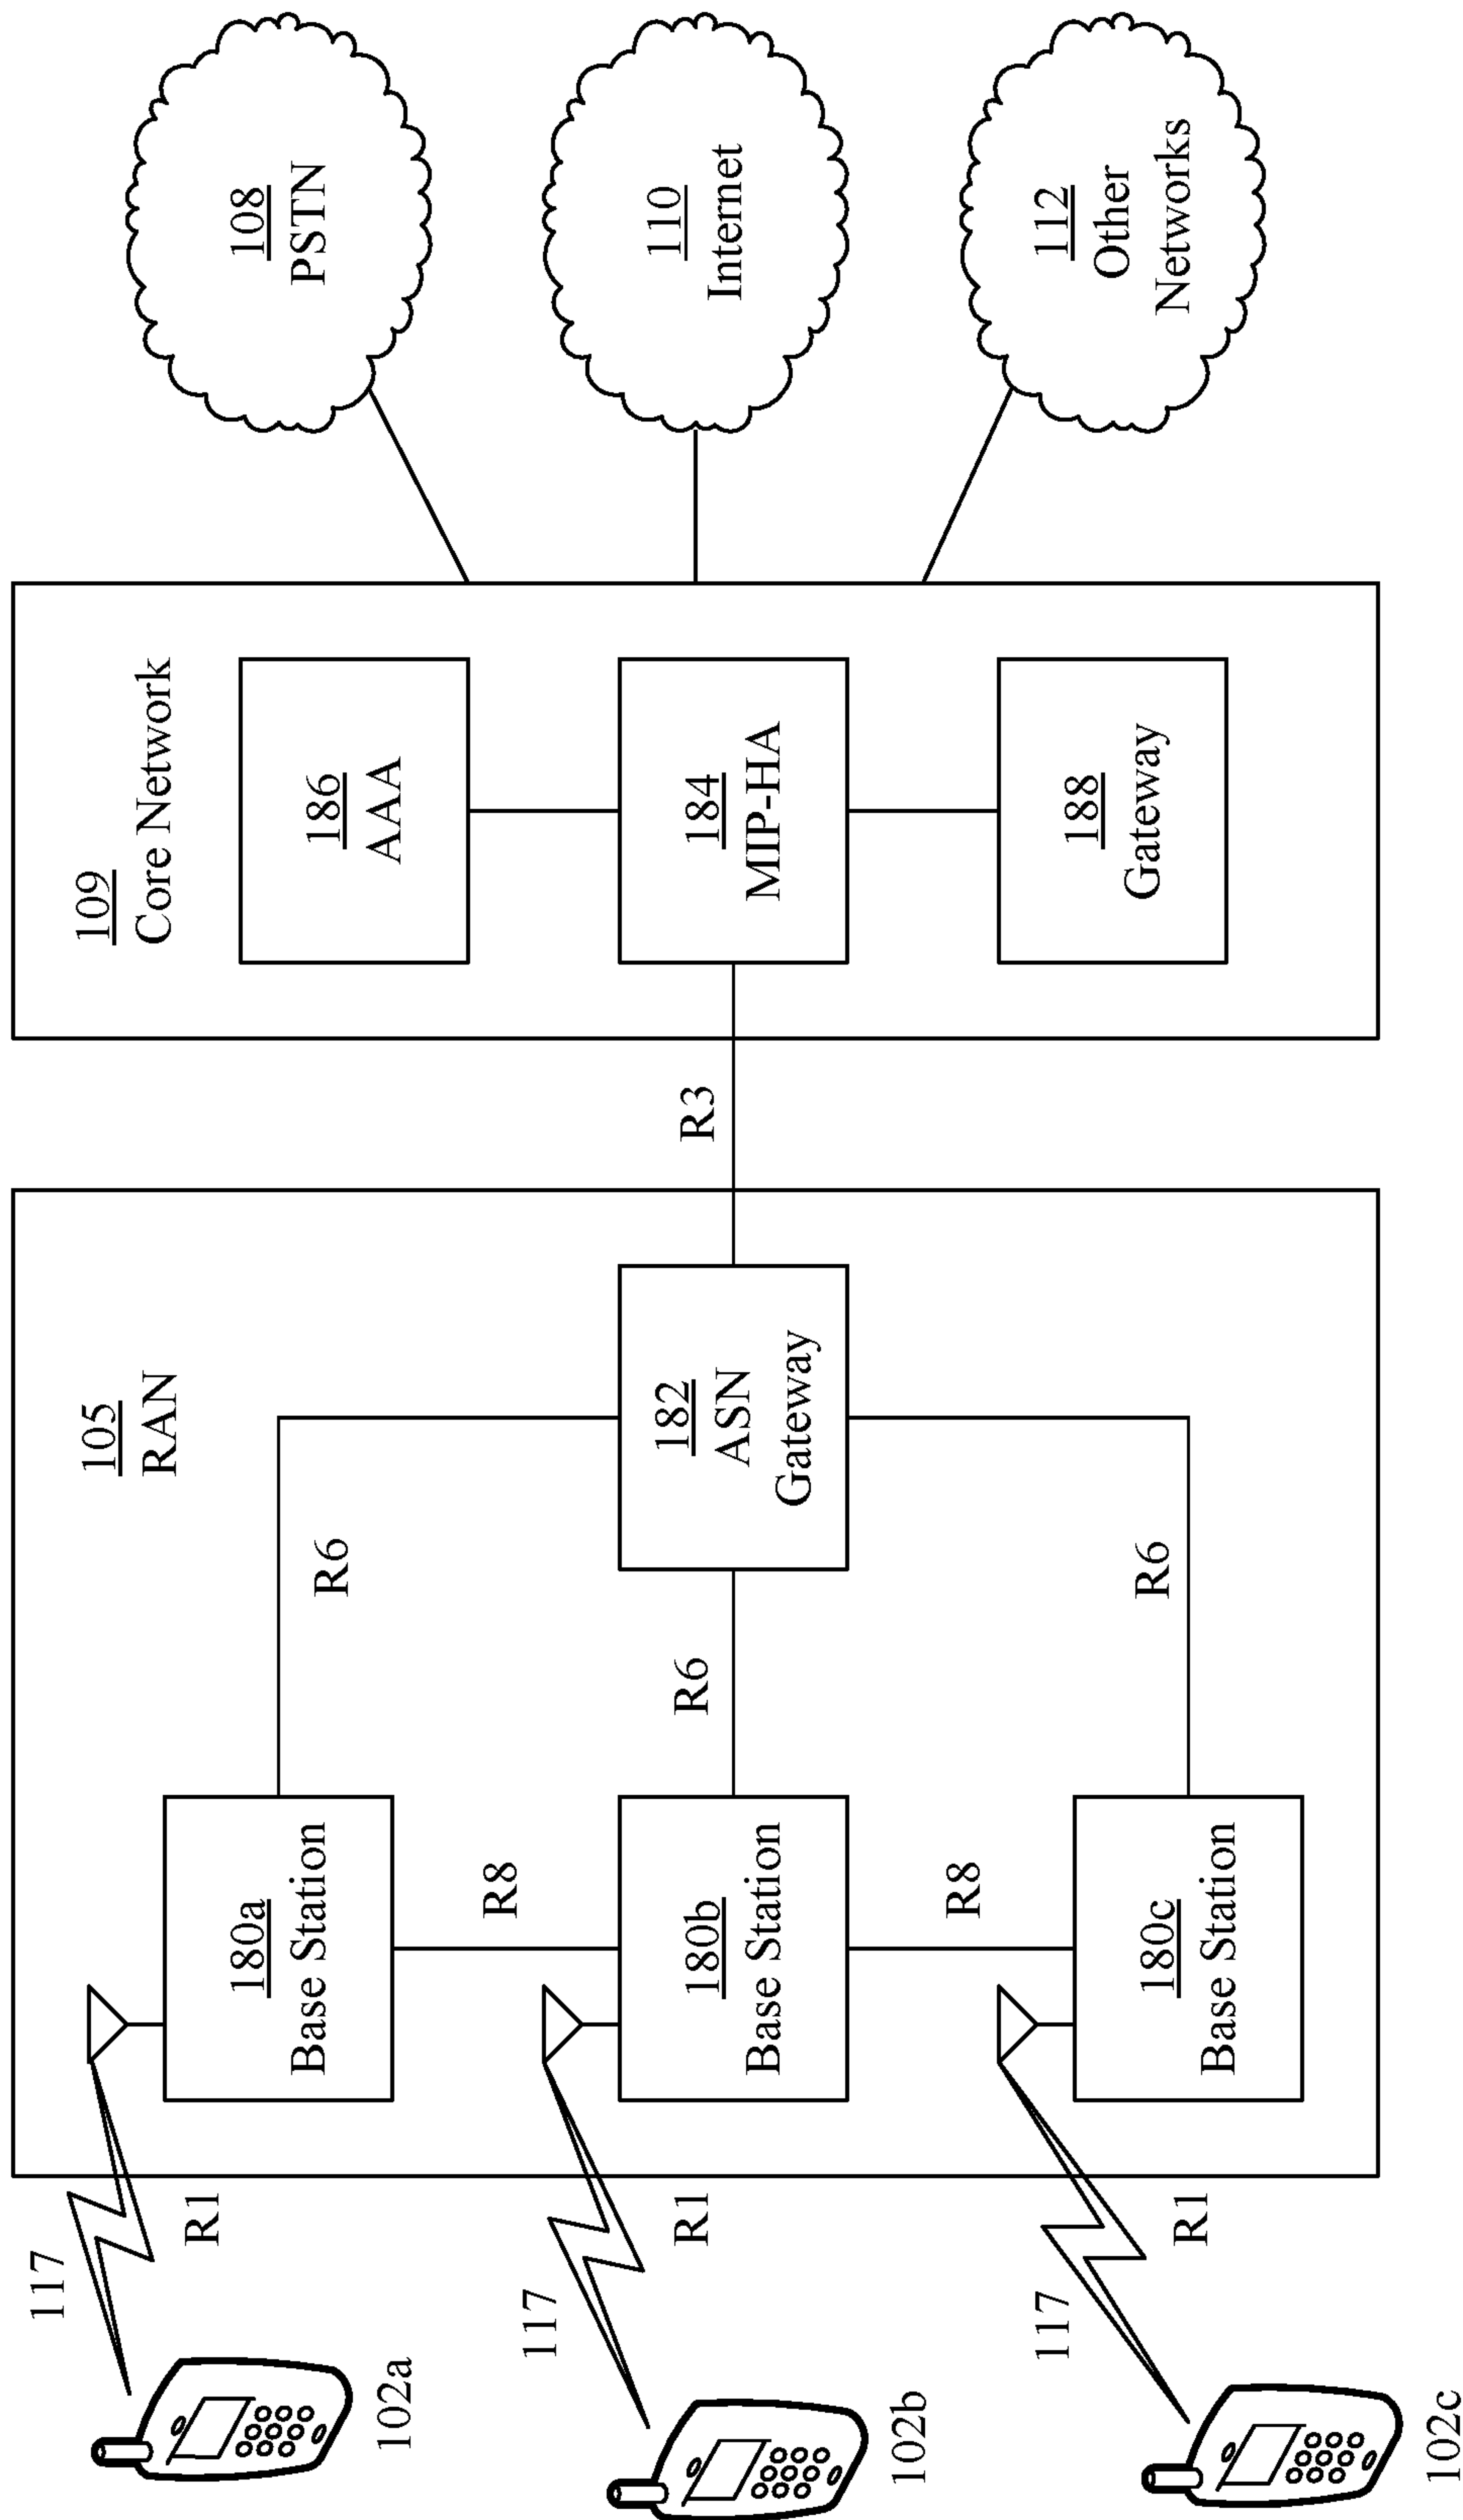 117
R1
102a
117
R1
102b
117
R1
102c
105
RAN
180a
Base Station
R8
180b
Base Station
R8
180c
Base Station
R6
R6
R6
182
ASN
Gateway
R3
109
Core Network
186
AAA
184
MIP-HA
188
Gateway
108
PSTN
110
Internet
112
Other
Networks